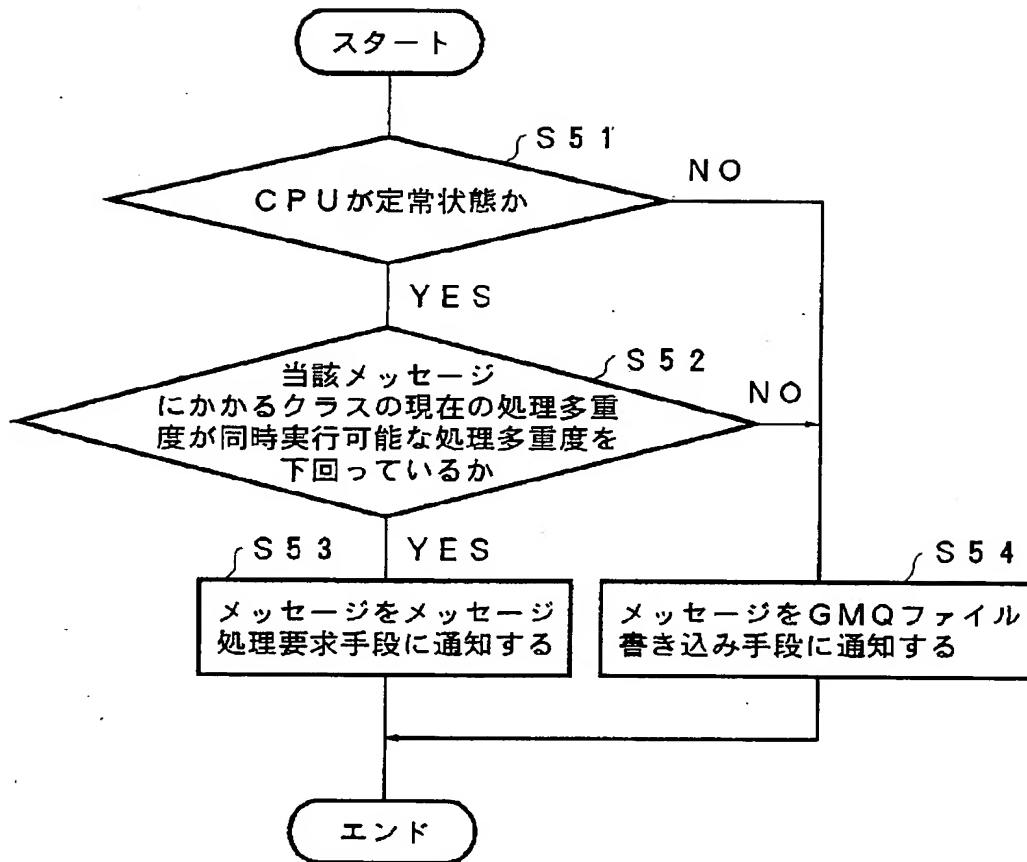 スタート
S51
CPUが定常状態か
NO
YES
S52
当該メッセージ
にかかるクラスの現在の処理多重
度が同時実行可能な処理多重度を
下回っているか
NO
YES
S53
メッセージをメッセージ
処理要求手段に通知する
S54
メッセージをGMQファイル
書き込み手段に通知する
エンド